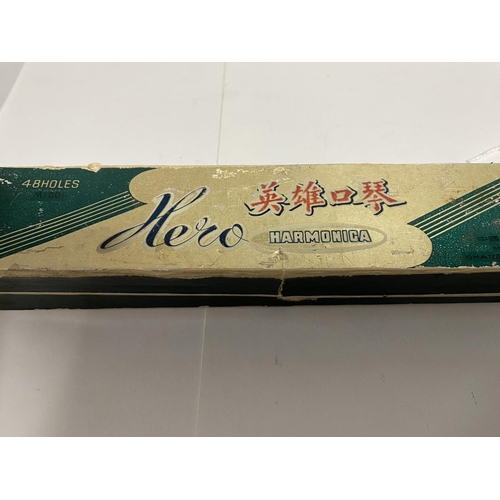 48HOLES
Hero
英雄口琴
HARMONICA